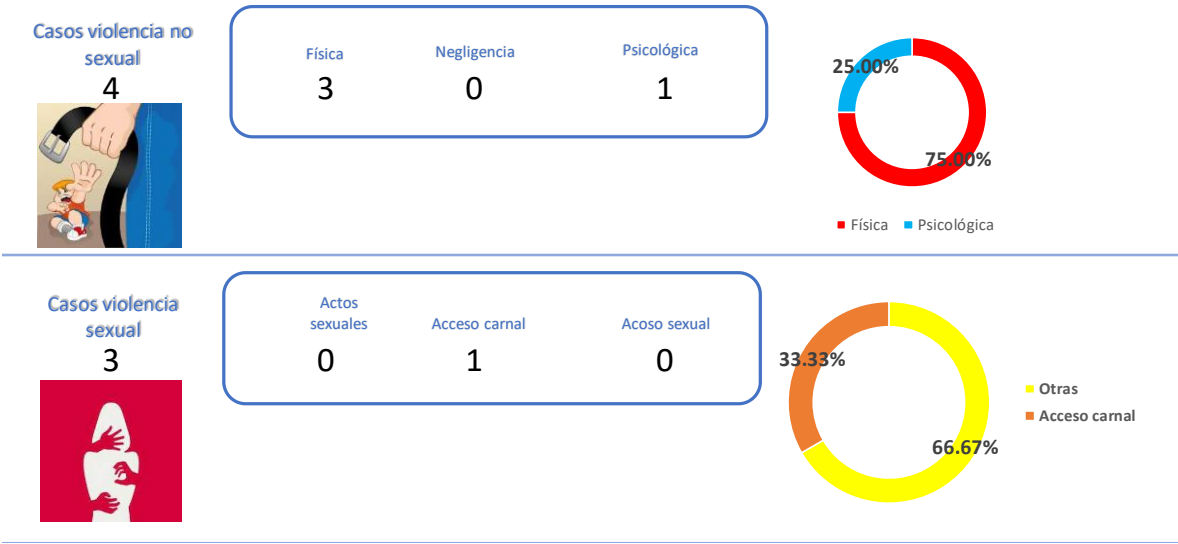 Casos violencia no
sexual
4
Física
Negligencia
Psicológica
3
0
1
25.00%
75.00%
Física
Psicológica
Casos violencia
sexual
3
Actos
sexuales
Acceso carnal
Acoso sexual
0
1
0
33.33%
66.67%
Otras
Acceso carnal